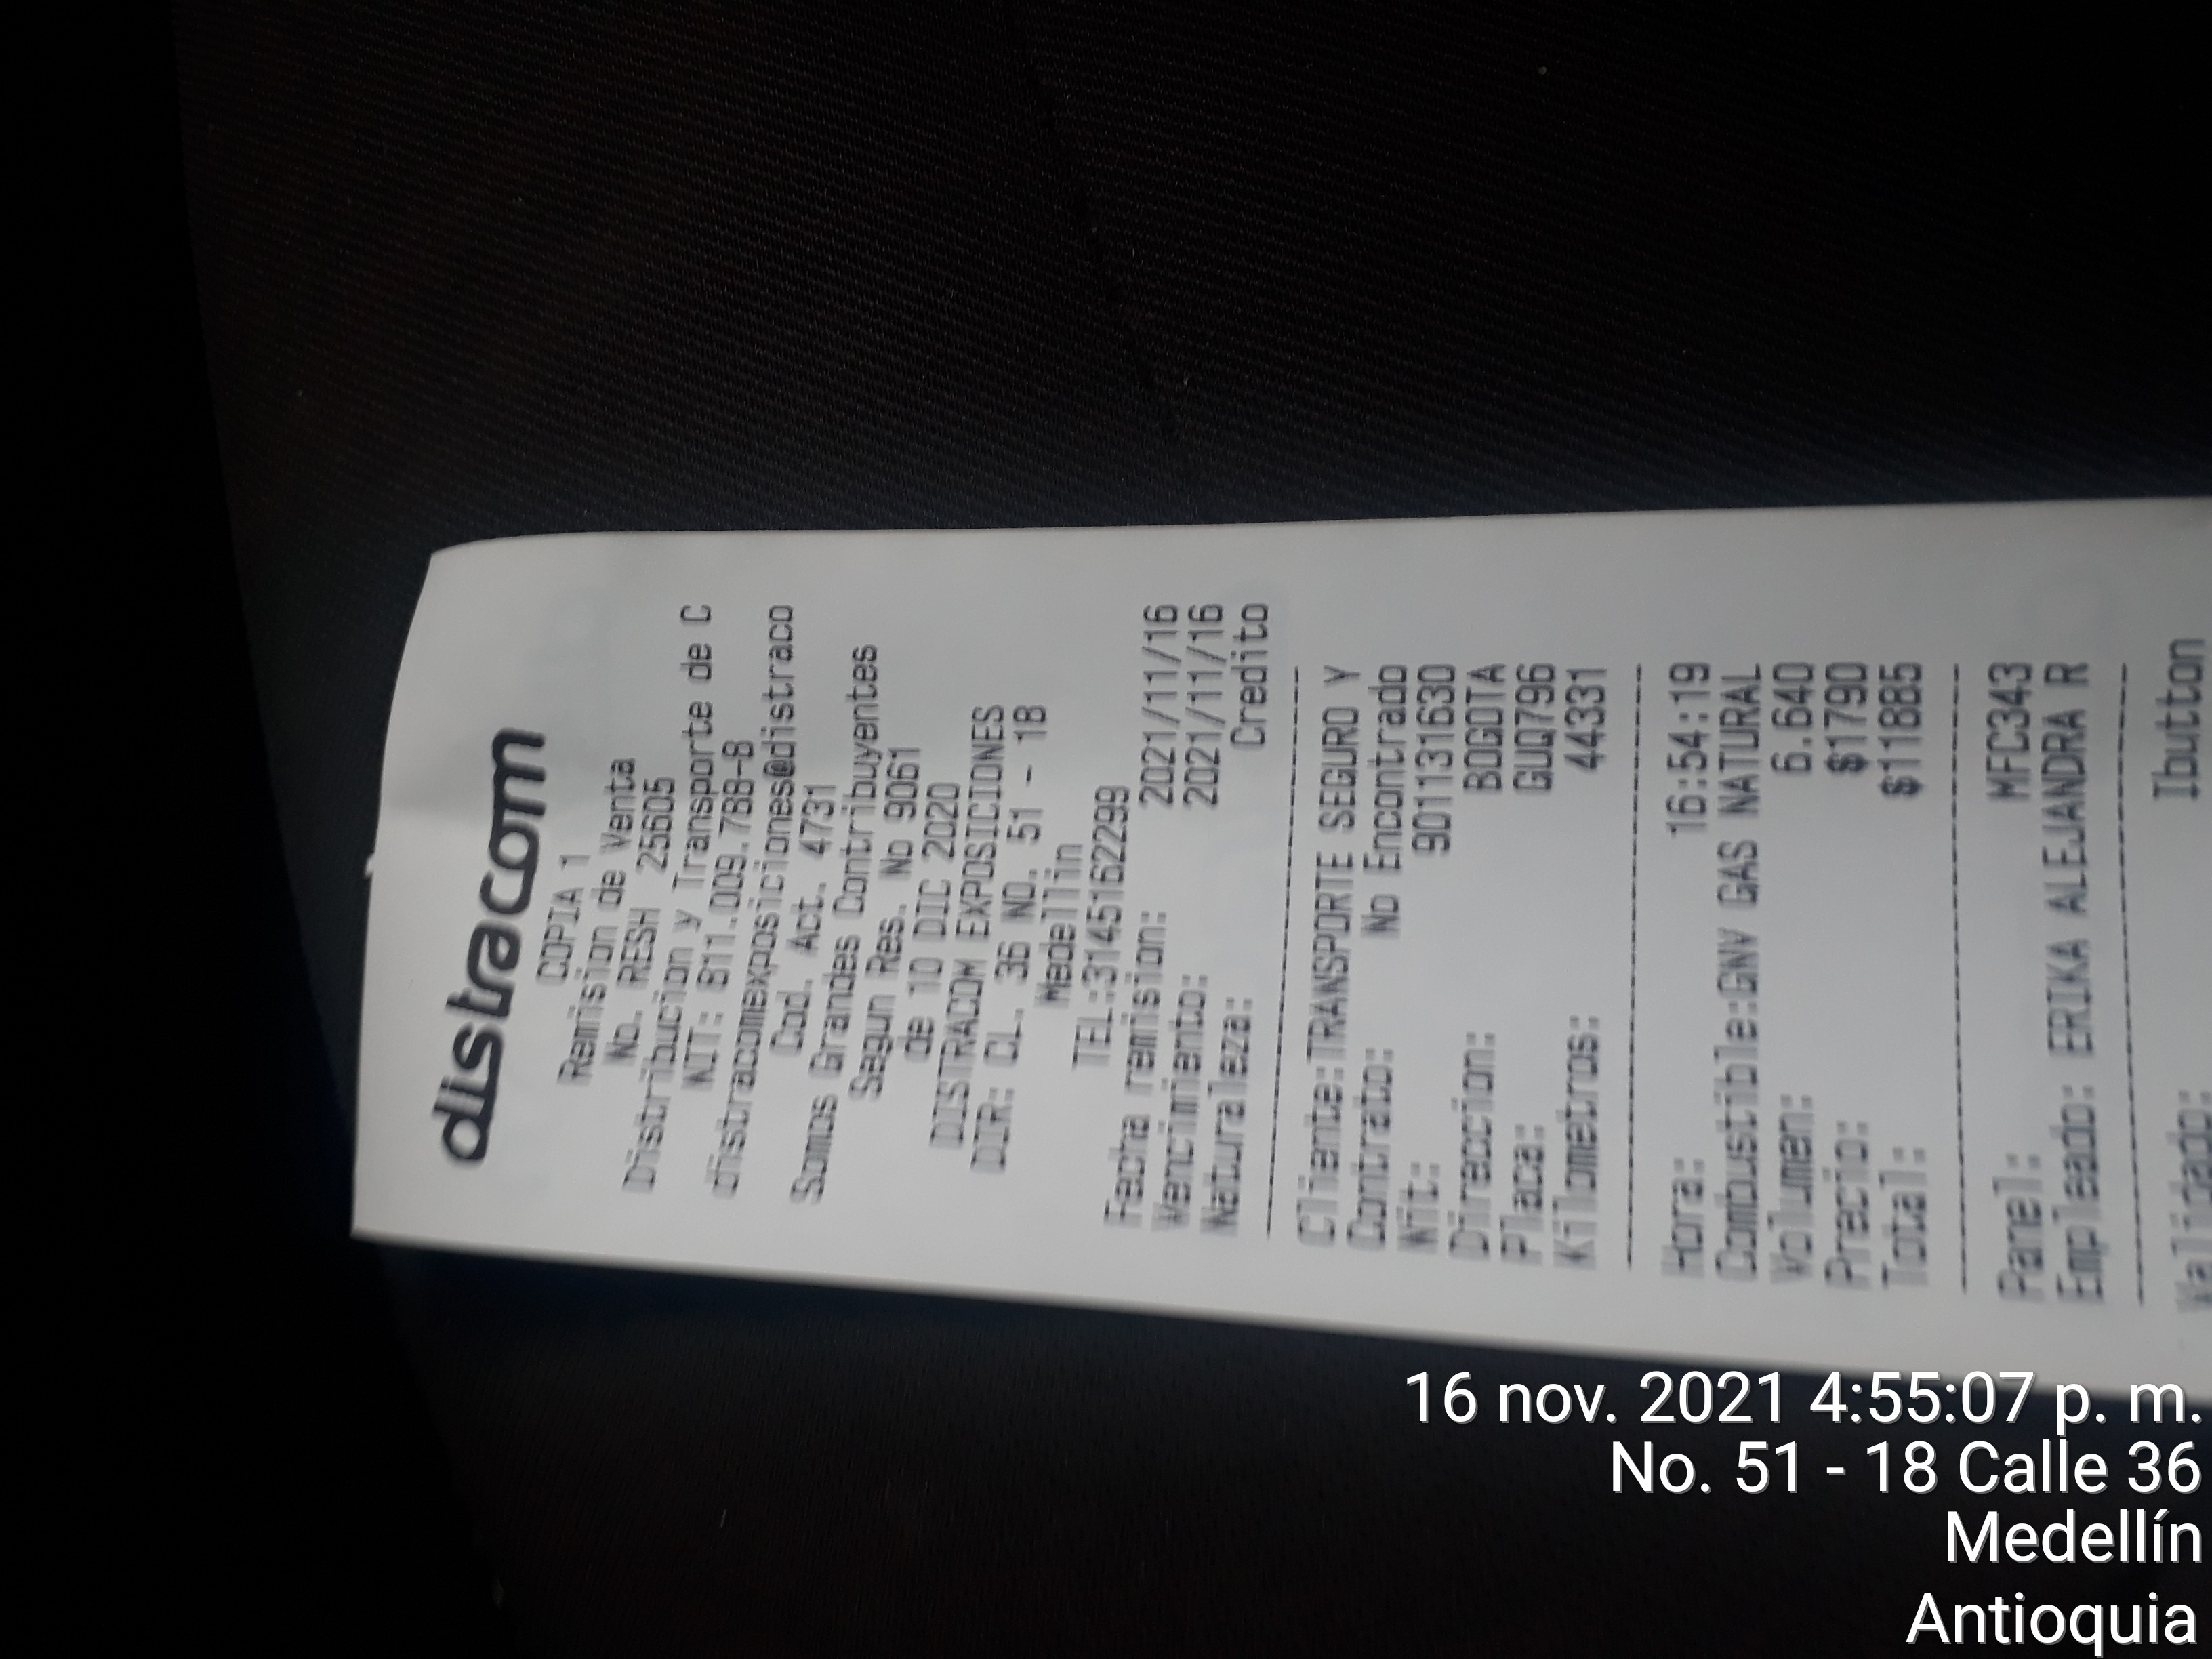 distracom
COPIA 1
Remision de Venta
No. RESH 25605
Distribucion y Transporte de C
NIT: 811.009.788-8
distracomexposiciones@distraco
Cod. Act. 4731
Somos Grandes Contribuyentes
Segun Res. No 9061
de 10 DIC 2020
DISTRACOM EXPOSICIONES
DIR: CL. 36 NO. 51 - 18
Medellin
TEL:3145162299
Fecha remision: 2021/11/16
Vencimiento: 2021/11/16
Naturaleza: Credito
Cliente:TRANSPORTE SEGURO Y
Contrato: No Encontrado
Nit: 901131630
Direccion: BOGOTA
Placa: GUQ796
Kilometros: 44331
Hora: 16:54:19
Combustible:GNV GAS NATURAL
Volumen: 6.640
Precio: $1790
Total: $11885
Panel: MFC343
Empleado: ERIKA ALEJANDRA R
Validado: Ibutton
16 nov. 2021 4:55:07 p. m.
No. 51 - 18 Calle 36
Medellín
Antioquia